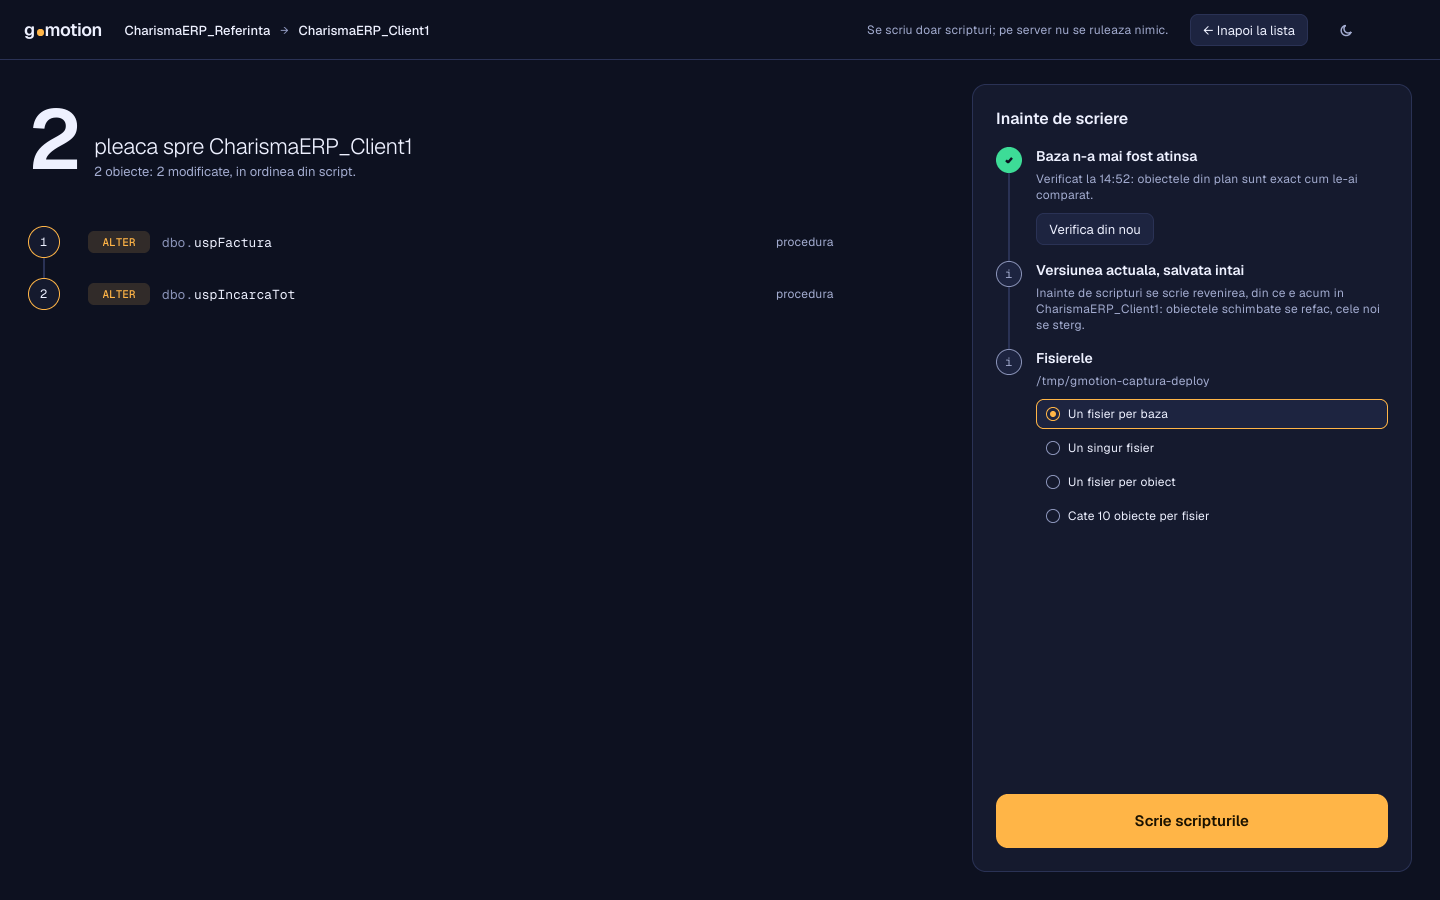 gmotion CharismaERP_Referinta → CharismaERP_Client1
Se scriu doar scripturi; pe server nu se ruleaza nimic.
← Inapoi la lista
2 pleaca spre CharismaERP_Client1
2 obiecte: 2 modificate, in ordinea din script.
1 ALTER dbo.uspFactura procedura
2 ALTER dbo.uspIncarcaTot procedura
Inainte de scriere
Baza n-a mai fost atinsa
Verificat la 14:52: obiectele din plan sunt exact cum le-ai
comparat.
Verifica din nou
i Versiunea actuala, salvata intai
Inainte de scripturi se scrie revenirea, din ce e acum in
CharismaERP_Client1: obiectele schimbate se refac, cele noi
se sterg.
i Fisierele
/tmp/gmotion-captura-deploy
Un fisier per baza
Un singur fisier
Un fisier per obiect
Cate 10 obiecte per fisier
Scrie scripturile